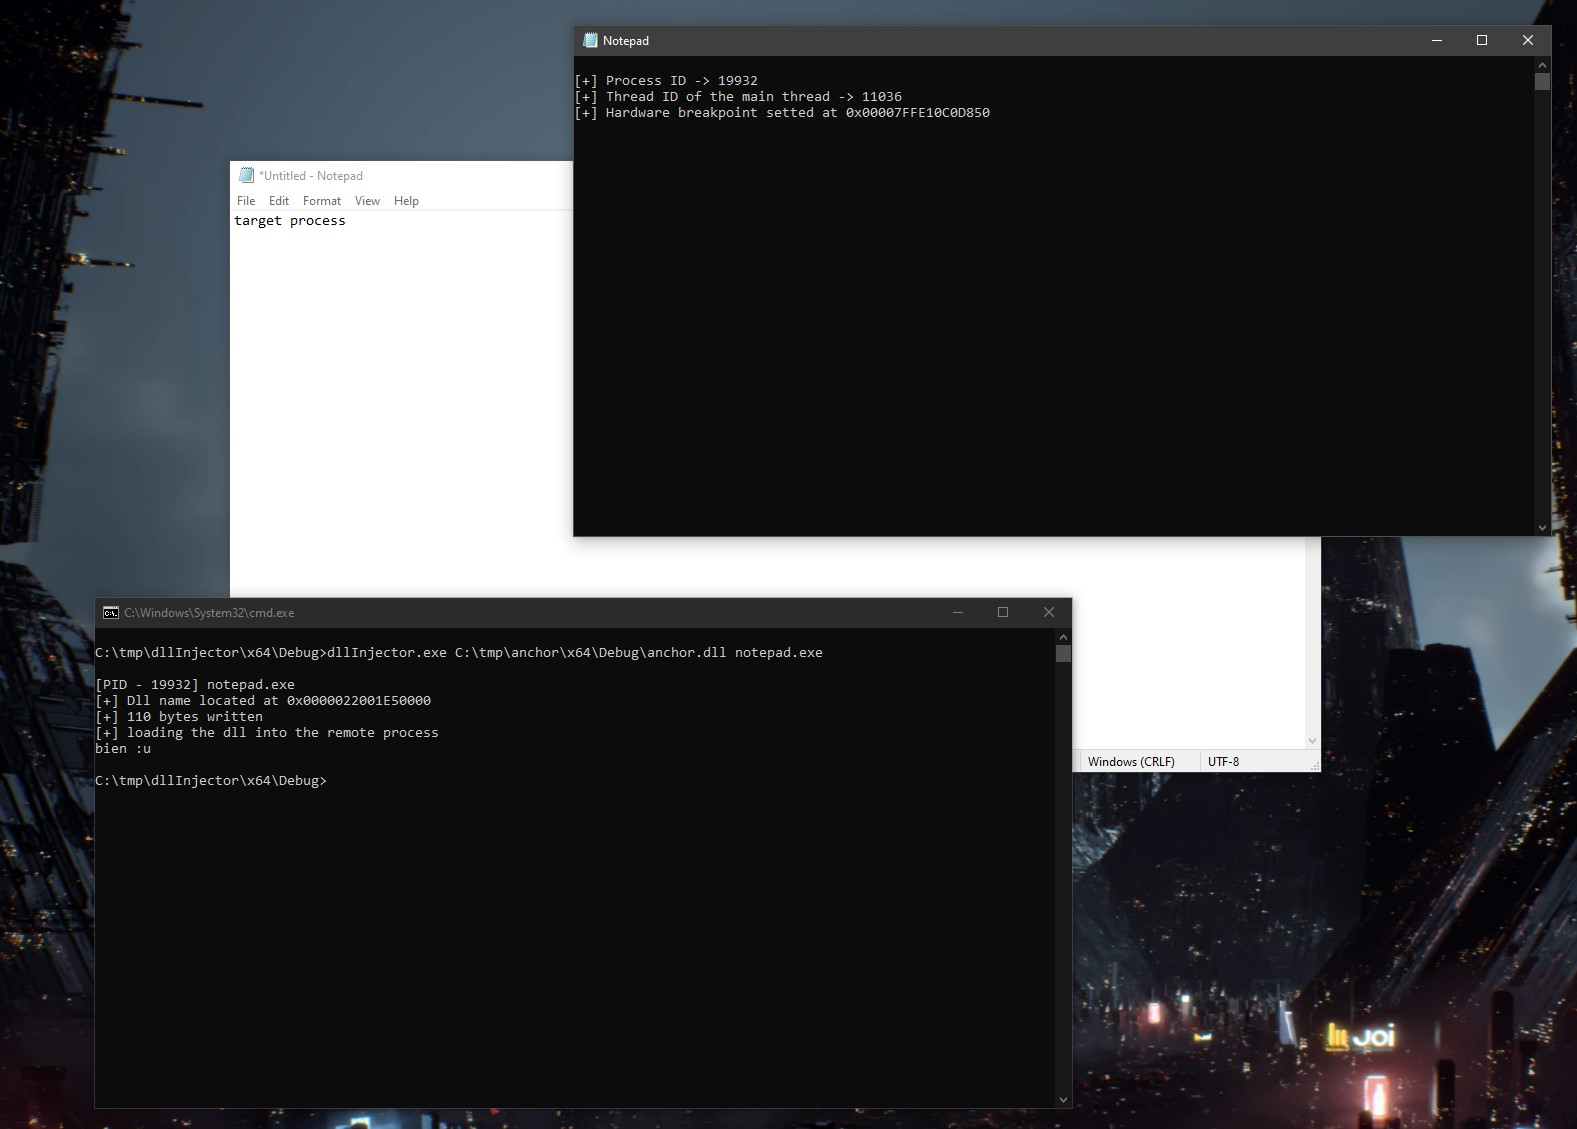 Notepad
[+] Process ID -> 19932
[+] Thread ID of the main thread -> 11036
[+] Hardware breakpoint setted at 0x00007FFE10C0D850
*Untitled - Notepad
File Edit Format View Help
target process
Windows (CRLF) UTF-8
C:\Windows\System32\cmd.exe
C:\tmp\dllInjector\x64\Debug>dllInjector.exe C:\tmp\anchor\x64\Debug\anchor.dll notepad.exe
[PID - 19932] notepad.exe
[+] Dll name located at 0x0000022001E50000
[+] 110 bytes written
[+] loading the dll into the remote process
bien :u
C:\tmp\dllInjector\x64\Debug>
JOI